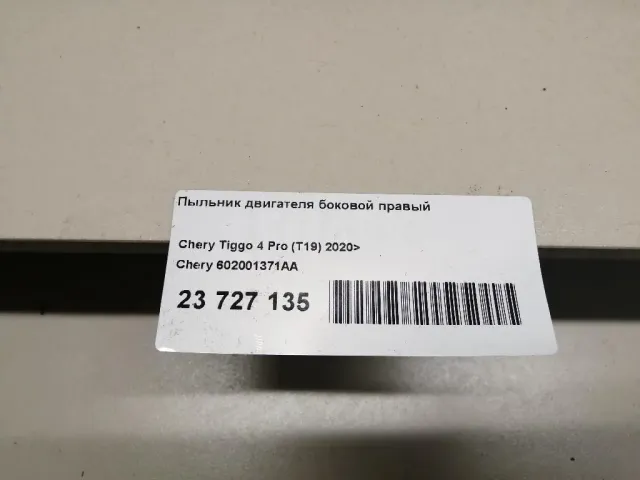 Пыльник двигателя боковой правый
Chery Tiggo 4 Pro (T19) 2020>
Chery 602001371AA
23 727 135